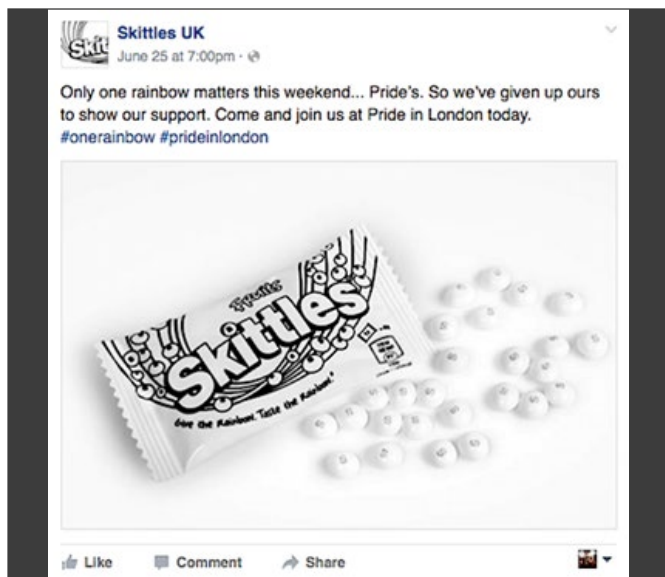 Skittles UK
June 25 at 7:00pm
Only one rainbow matters this weekend... Pride's. So we've given up ours
to show our support. Come and join us at Pride in London today.
#onerainbow #prideinlondon
Fruits
Skittles
Give the Rainbow. Taste the Rainbow.
Like Comment Share